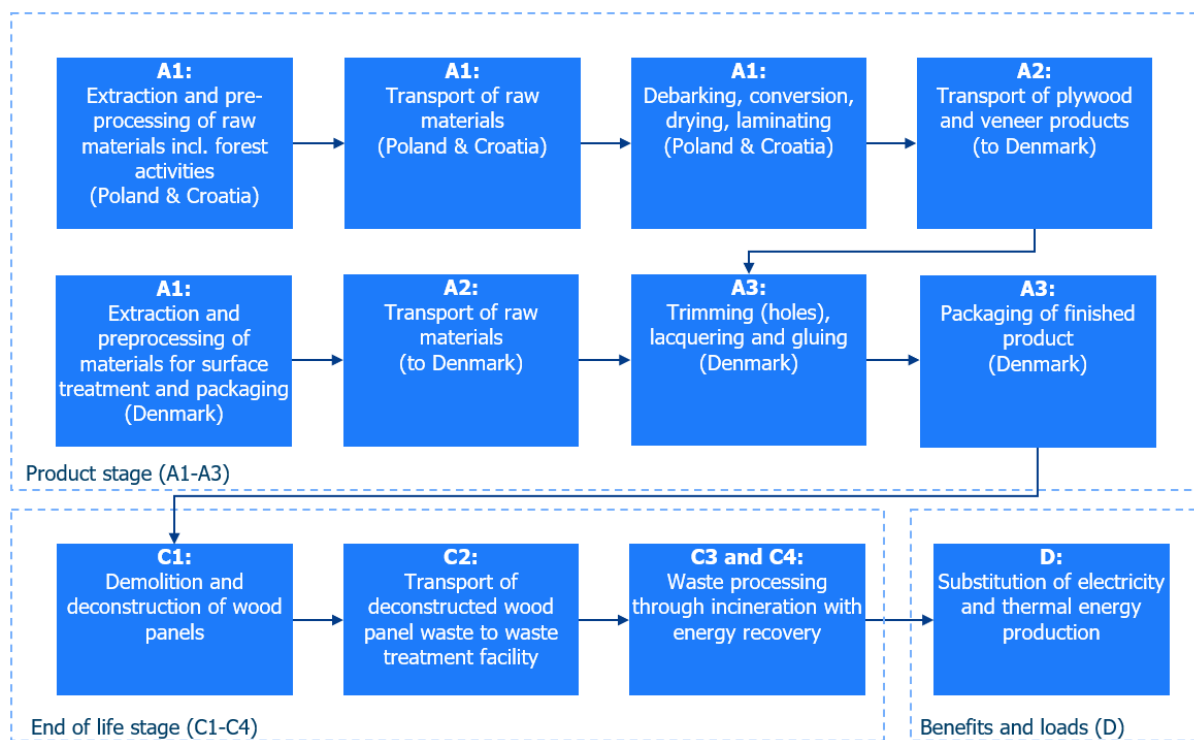 A1:
Extraction and pre-
processing of raw
materials incl. forest
activities
(Poland & Croatia)
A1:
Transport of raw
materials
(Poland & Croatia)
A1:
Debarking, conversion,
drying, laminating
(Poland & Croatia)
A2:
Transport of plywood
and veneer products
(to Denmark)
A1:
Extraction and
preprocessing of
materials for surface
treatment and packaging
(Denmark)
A2:
Transport of raw
materials
(to Denmark)
A3:
Trimming (holes),
lacquering and gluing
(Denmark)
A3:
Packaging of finished
product
(Denmark)
Product stage (A1-A3)
C1:
Demolition and
deconstruction of wood
panels
C2:
Transport of
deconstructed wood
panel waste to waste
treatment facility
C3 and C4:
Waste processing
through incineration with
energy recovery
D:
Substitution of electricity
and thermal energy
production
End of life stage (C1-C4)
Benefits and loads (D)